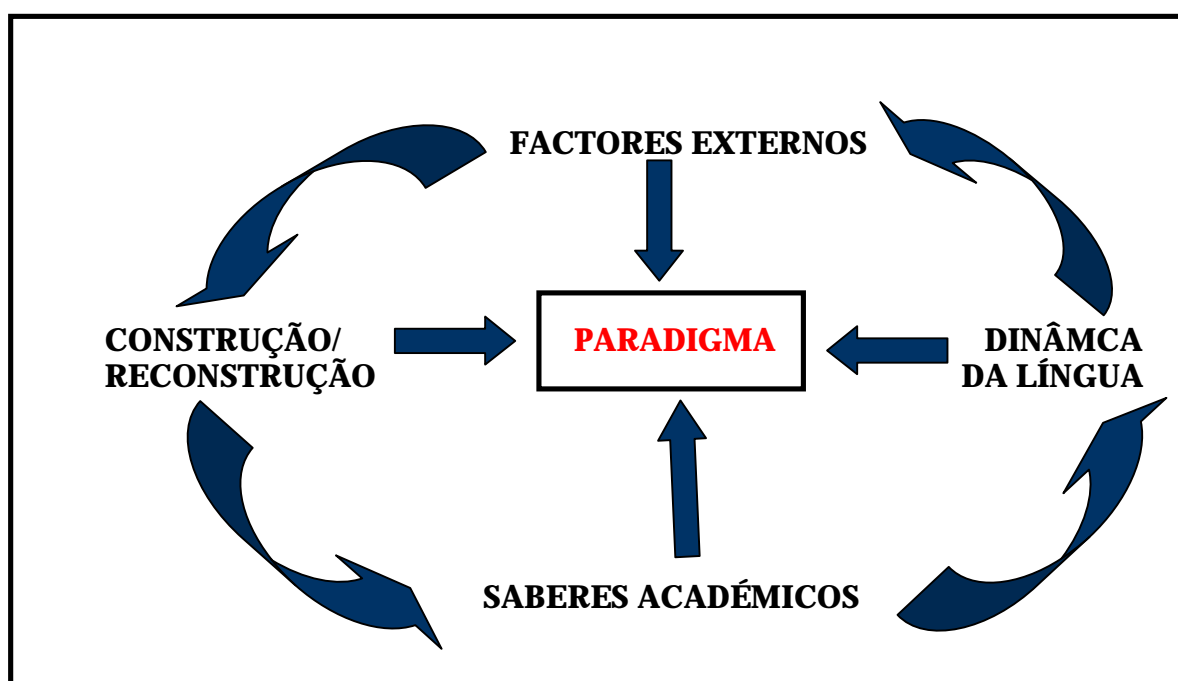 FACTORES EXTERNOS
CONSTRUÇÃO/
RECONSTRUÇÃO
PARADIGMA
DINÂMCA
DA LÍNGUA
SABERES ACADÉMICOS